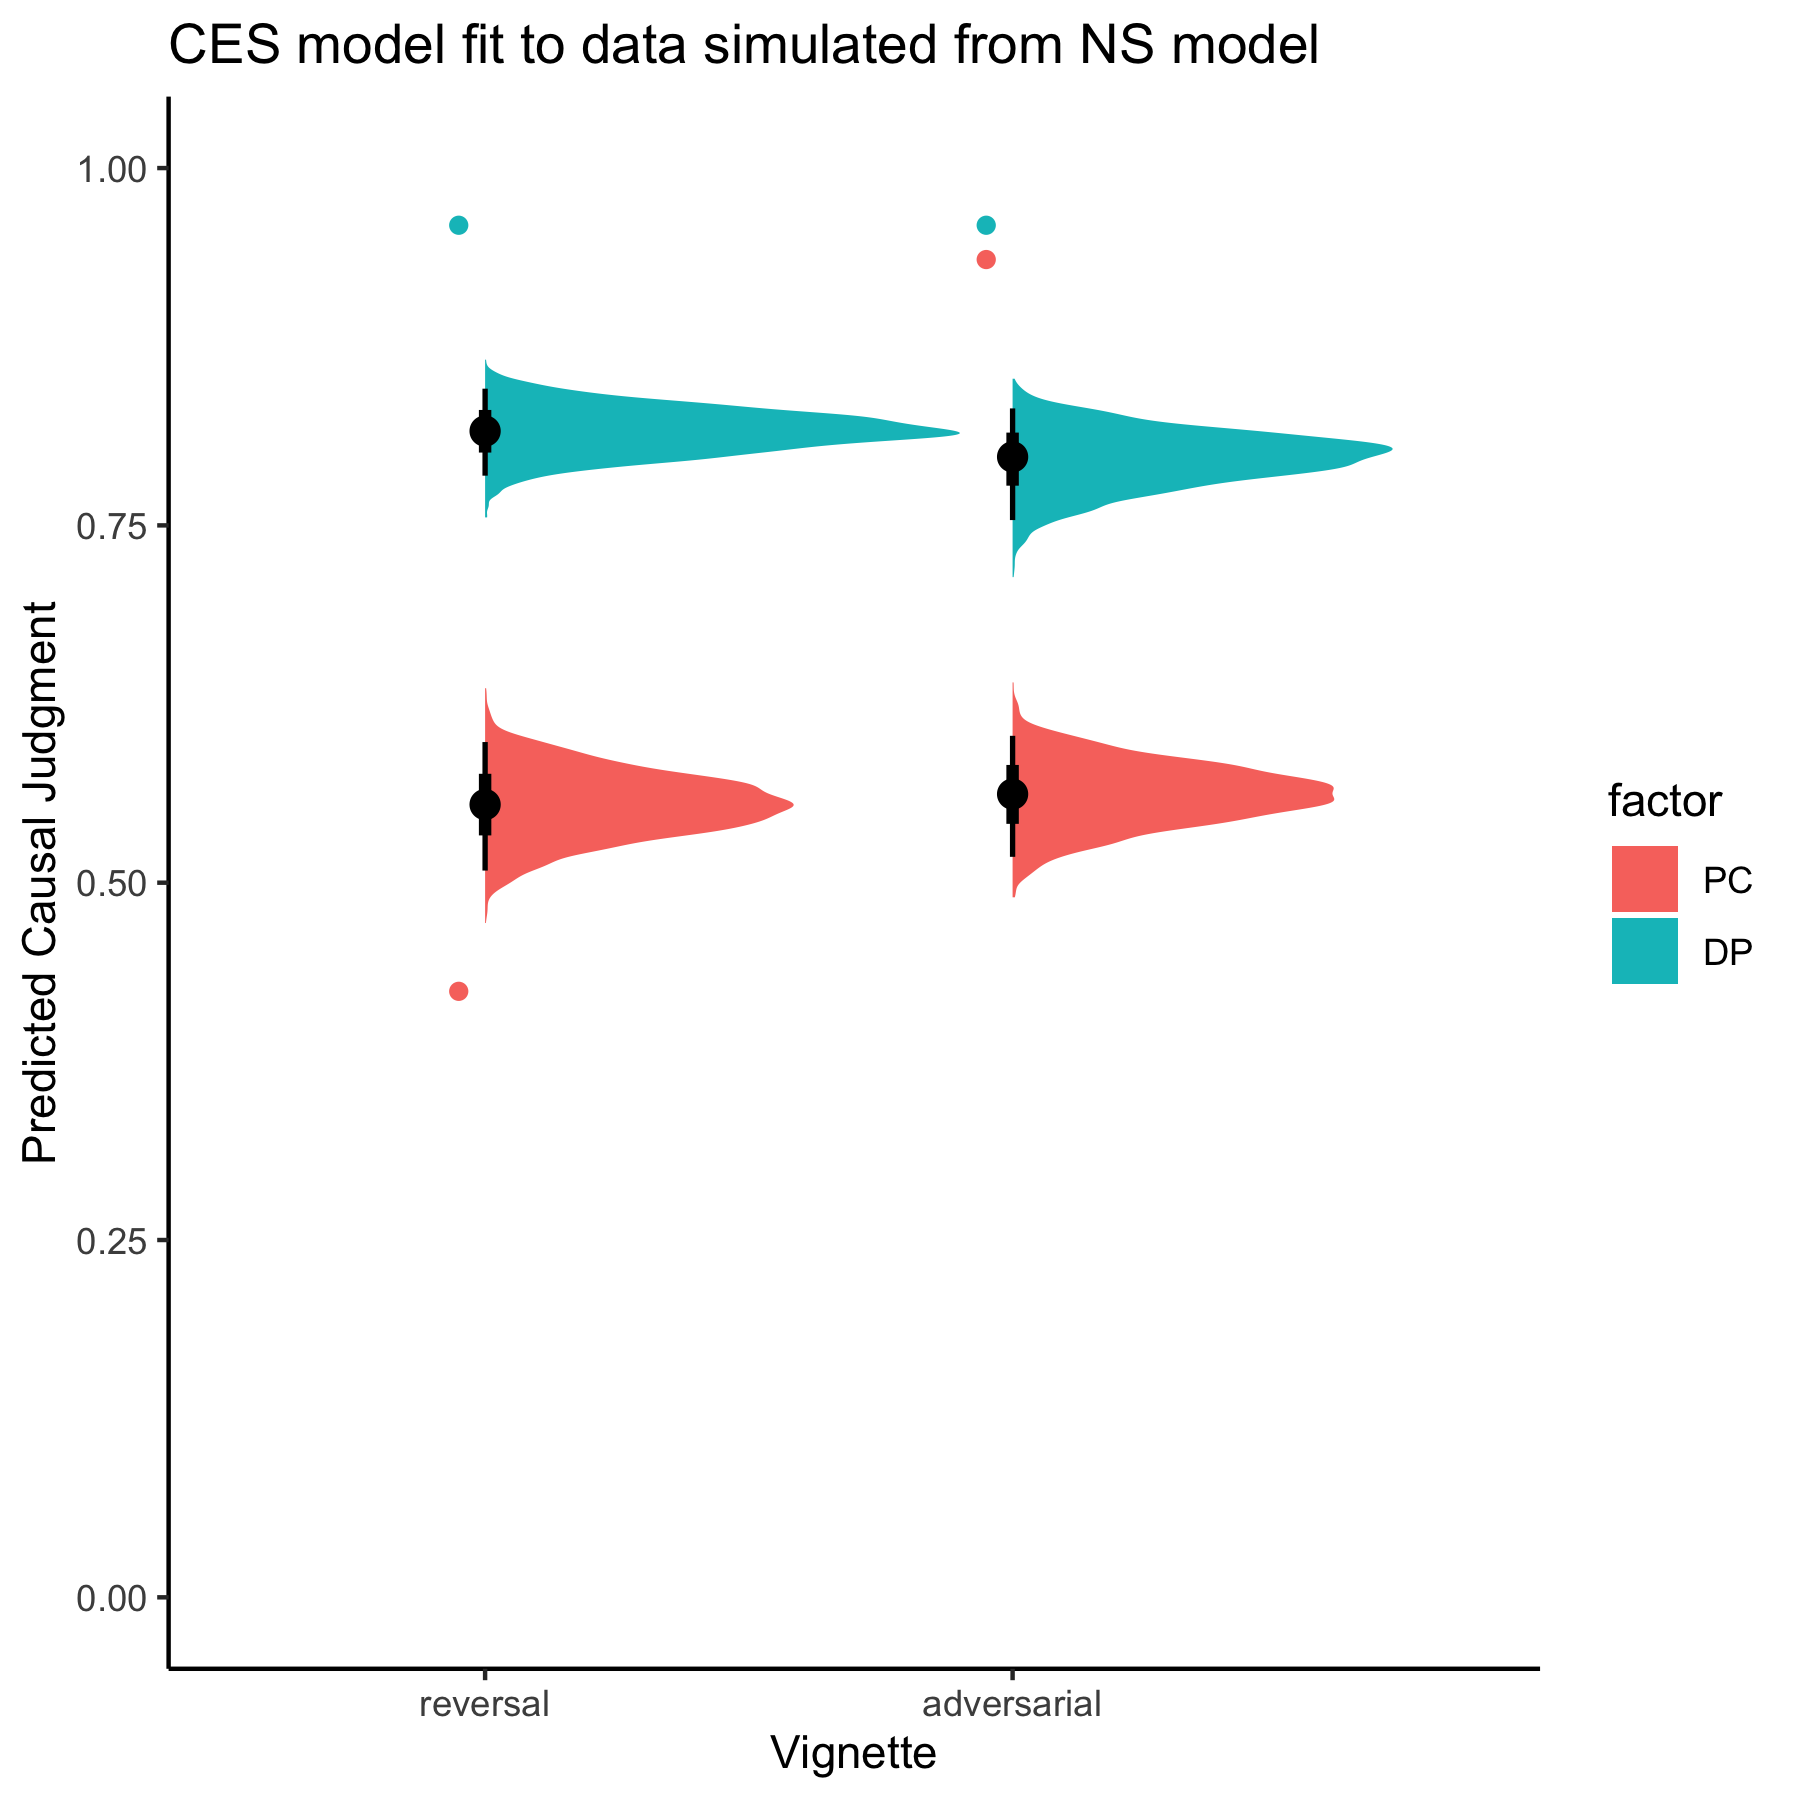 CES model fit to data simulated from NS model
Predicted Causal Judgment
1.00
0.75
0.50
0.25
0.00
reversal
adversarial
Vignette
factor
PC
DP